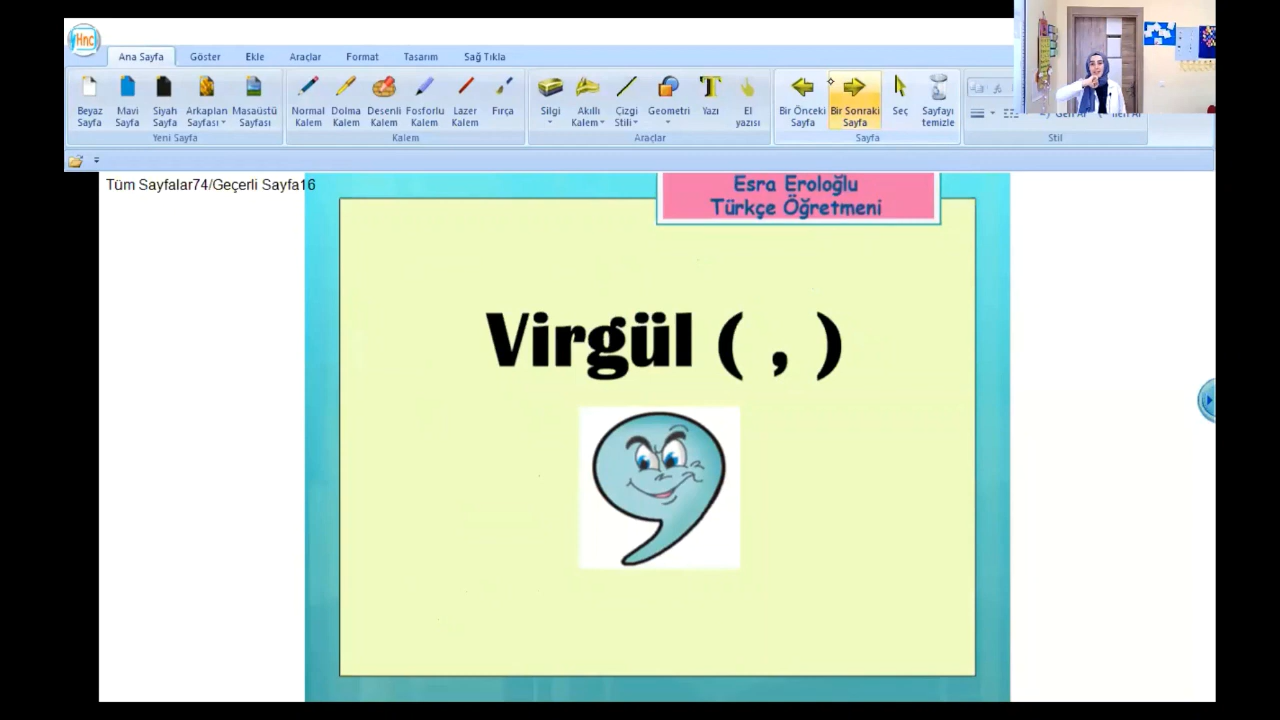 Hnc
Ana Sayfa Göster Ekle Araçlar Format Tasarım Sağ Tıkla
Beyaz Sayfa Mavi Sayfa Siyah Sayfa Arkaplan Sayfası Masaüstü Sayfası Normal Kalem Dolma Kalem Desenli Kalem Fosforlu Kalem Lazer Kalem Fırça Silgi Akıllı Kalem Çizgi Stili Geometri Yazı El yazısı Bir Önceki Sayfa Bir Sonraki Sayfa Seç Sayfayı temizle
Yeni Sayfa Kalem Araçlar Sayfa Stil
Tüm Sayfalar74/Geçerli Sayfa16
Esra Eroloğlu
Türkçe Öğretmeni
Virgül ( , )